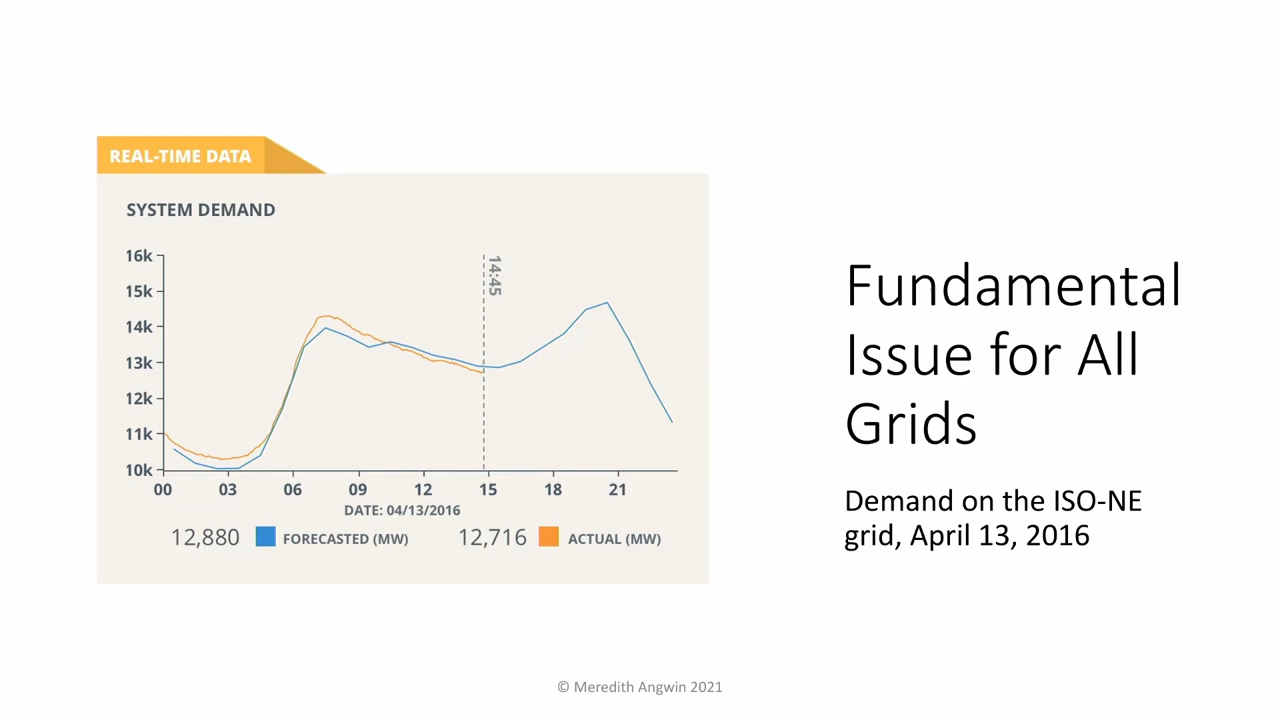 REAL-TIME DATA
SYSTEM DEMAND
16k
15k
14k
13k
12k
11k
10k
14:45
00 03 06 09 12 15 18 21
DATE: 04/13/2016
12,880 FORECASTED (MW) 12,716 ACTUAL (MW)
Fundamental
Issue for All
Grids
Demand on the ISO-NE
grid, April 13, 2016
© Meredith Angwin 2021